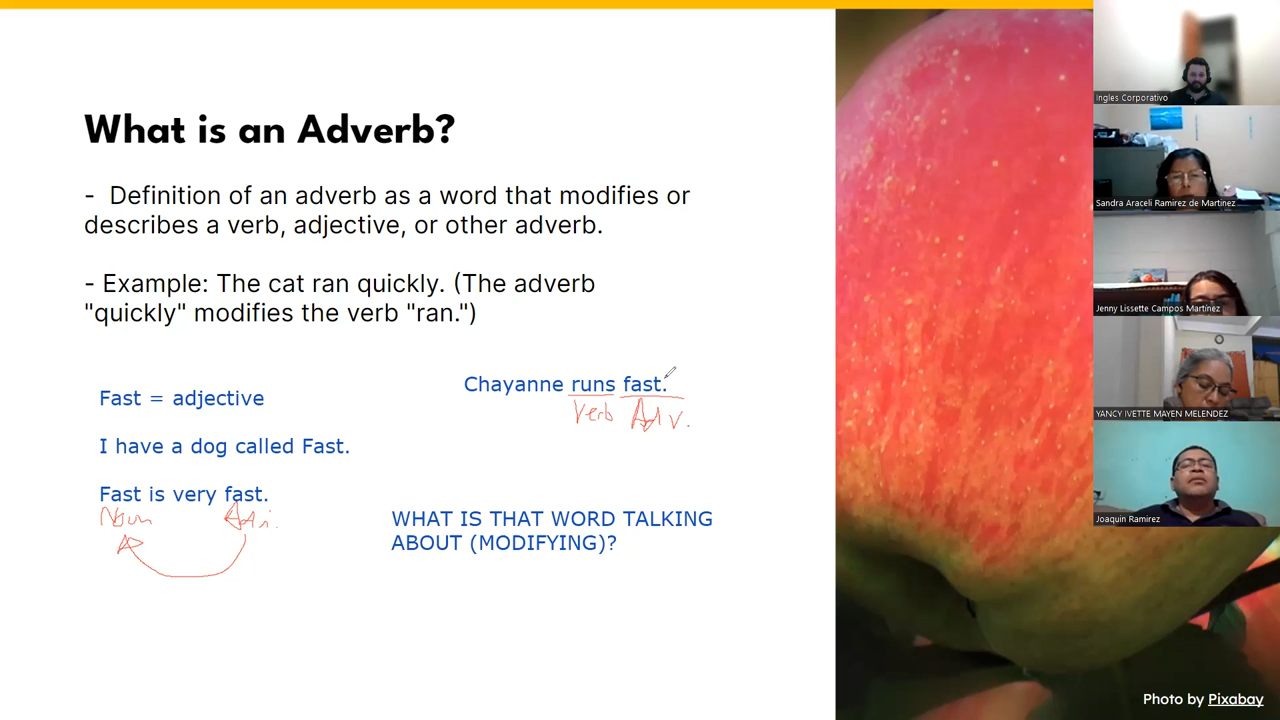 What is an Adverb?
- Definition of an adverb as a word that modifies or
describes a verb, adjective, or other adverb.
- Example: The cat ran quickly. (The adverb
"quickly" modifies the verb "ran.")
Fast = adjective
I have a dog called Fast.
Fast is very fast.
Noun Adj.
Chayanne runs fast.
Verb Adv.
WHAT IS THAT WORD TALKING
ABOUT (MODIFYING)?
Ingles Corporativo
Sandra Araceli Ramirez de Martinez
Jenny Lissette Campos Martínez
YANCY IVETTE MAYEN MELENDEZ
Joaquin Ramirez
Photo by Pixabay